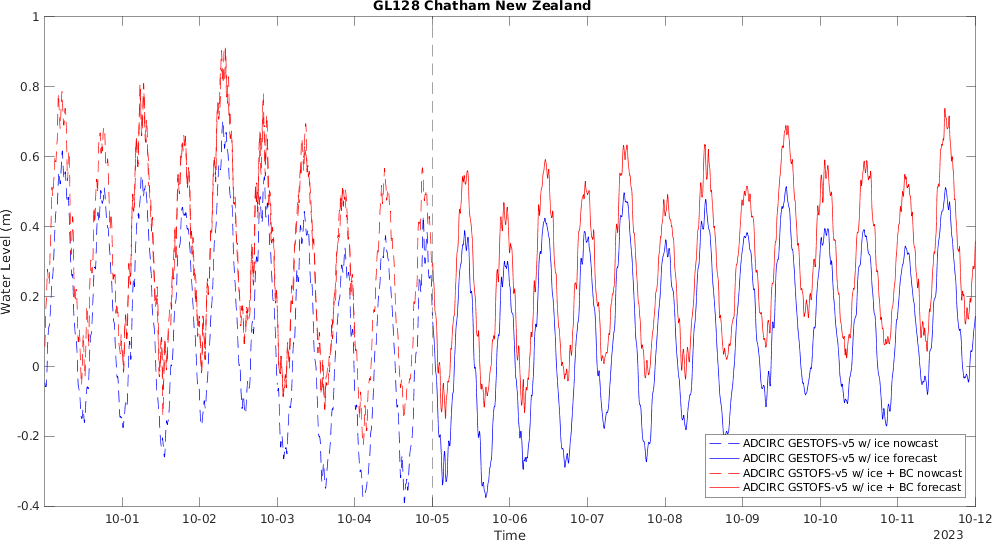 GL128 Chatham New Zealand
1
0.8
0.6
0.4
0.2
0
-0.2
-0.4
Water Level (m)
10-01 10-02 10-03 10-04 10-05 10-06 10-07 10-08 10-09 10-10 10-11 10-12
Time
2023
ADCIRC GESTOFS-v5 w/ ice nowcast
ADCIRC GESTOFS-v5 w/ ice forecast
ADCIRC GSTOFS-v5 w/ ice + BC nowcast
ADCIRC GSTOFS-v5 w/ ice + BC forecast